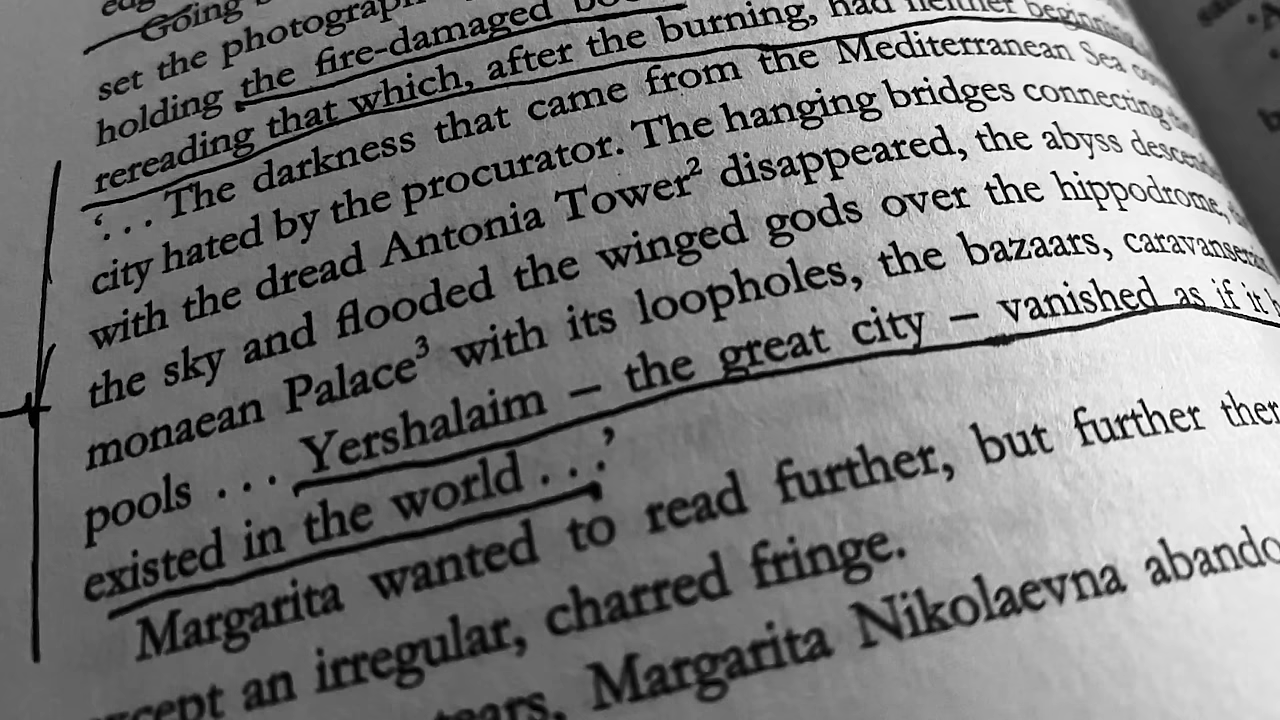 Going
set the photograph
holding the fire-damaged
rereading that which, after the burning, had neither beginning
‘. . . The darkness that came from the Mediterranean Sea
city hated by the procurator. The hanging bridges connecting the
with the dread Antonia Tower² disappeared, the abyss
the sky and flooded the winged gods over the hippodrome,
monaean Palace³ with its loopholes, the bazaars,
pools . . . Yershalaim – the great city – vanished as if it
existed in the world . . .’
Margarita wanted to read further, but further
an irregular, charred fringe.
tears, Margarita Nikolaevna